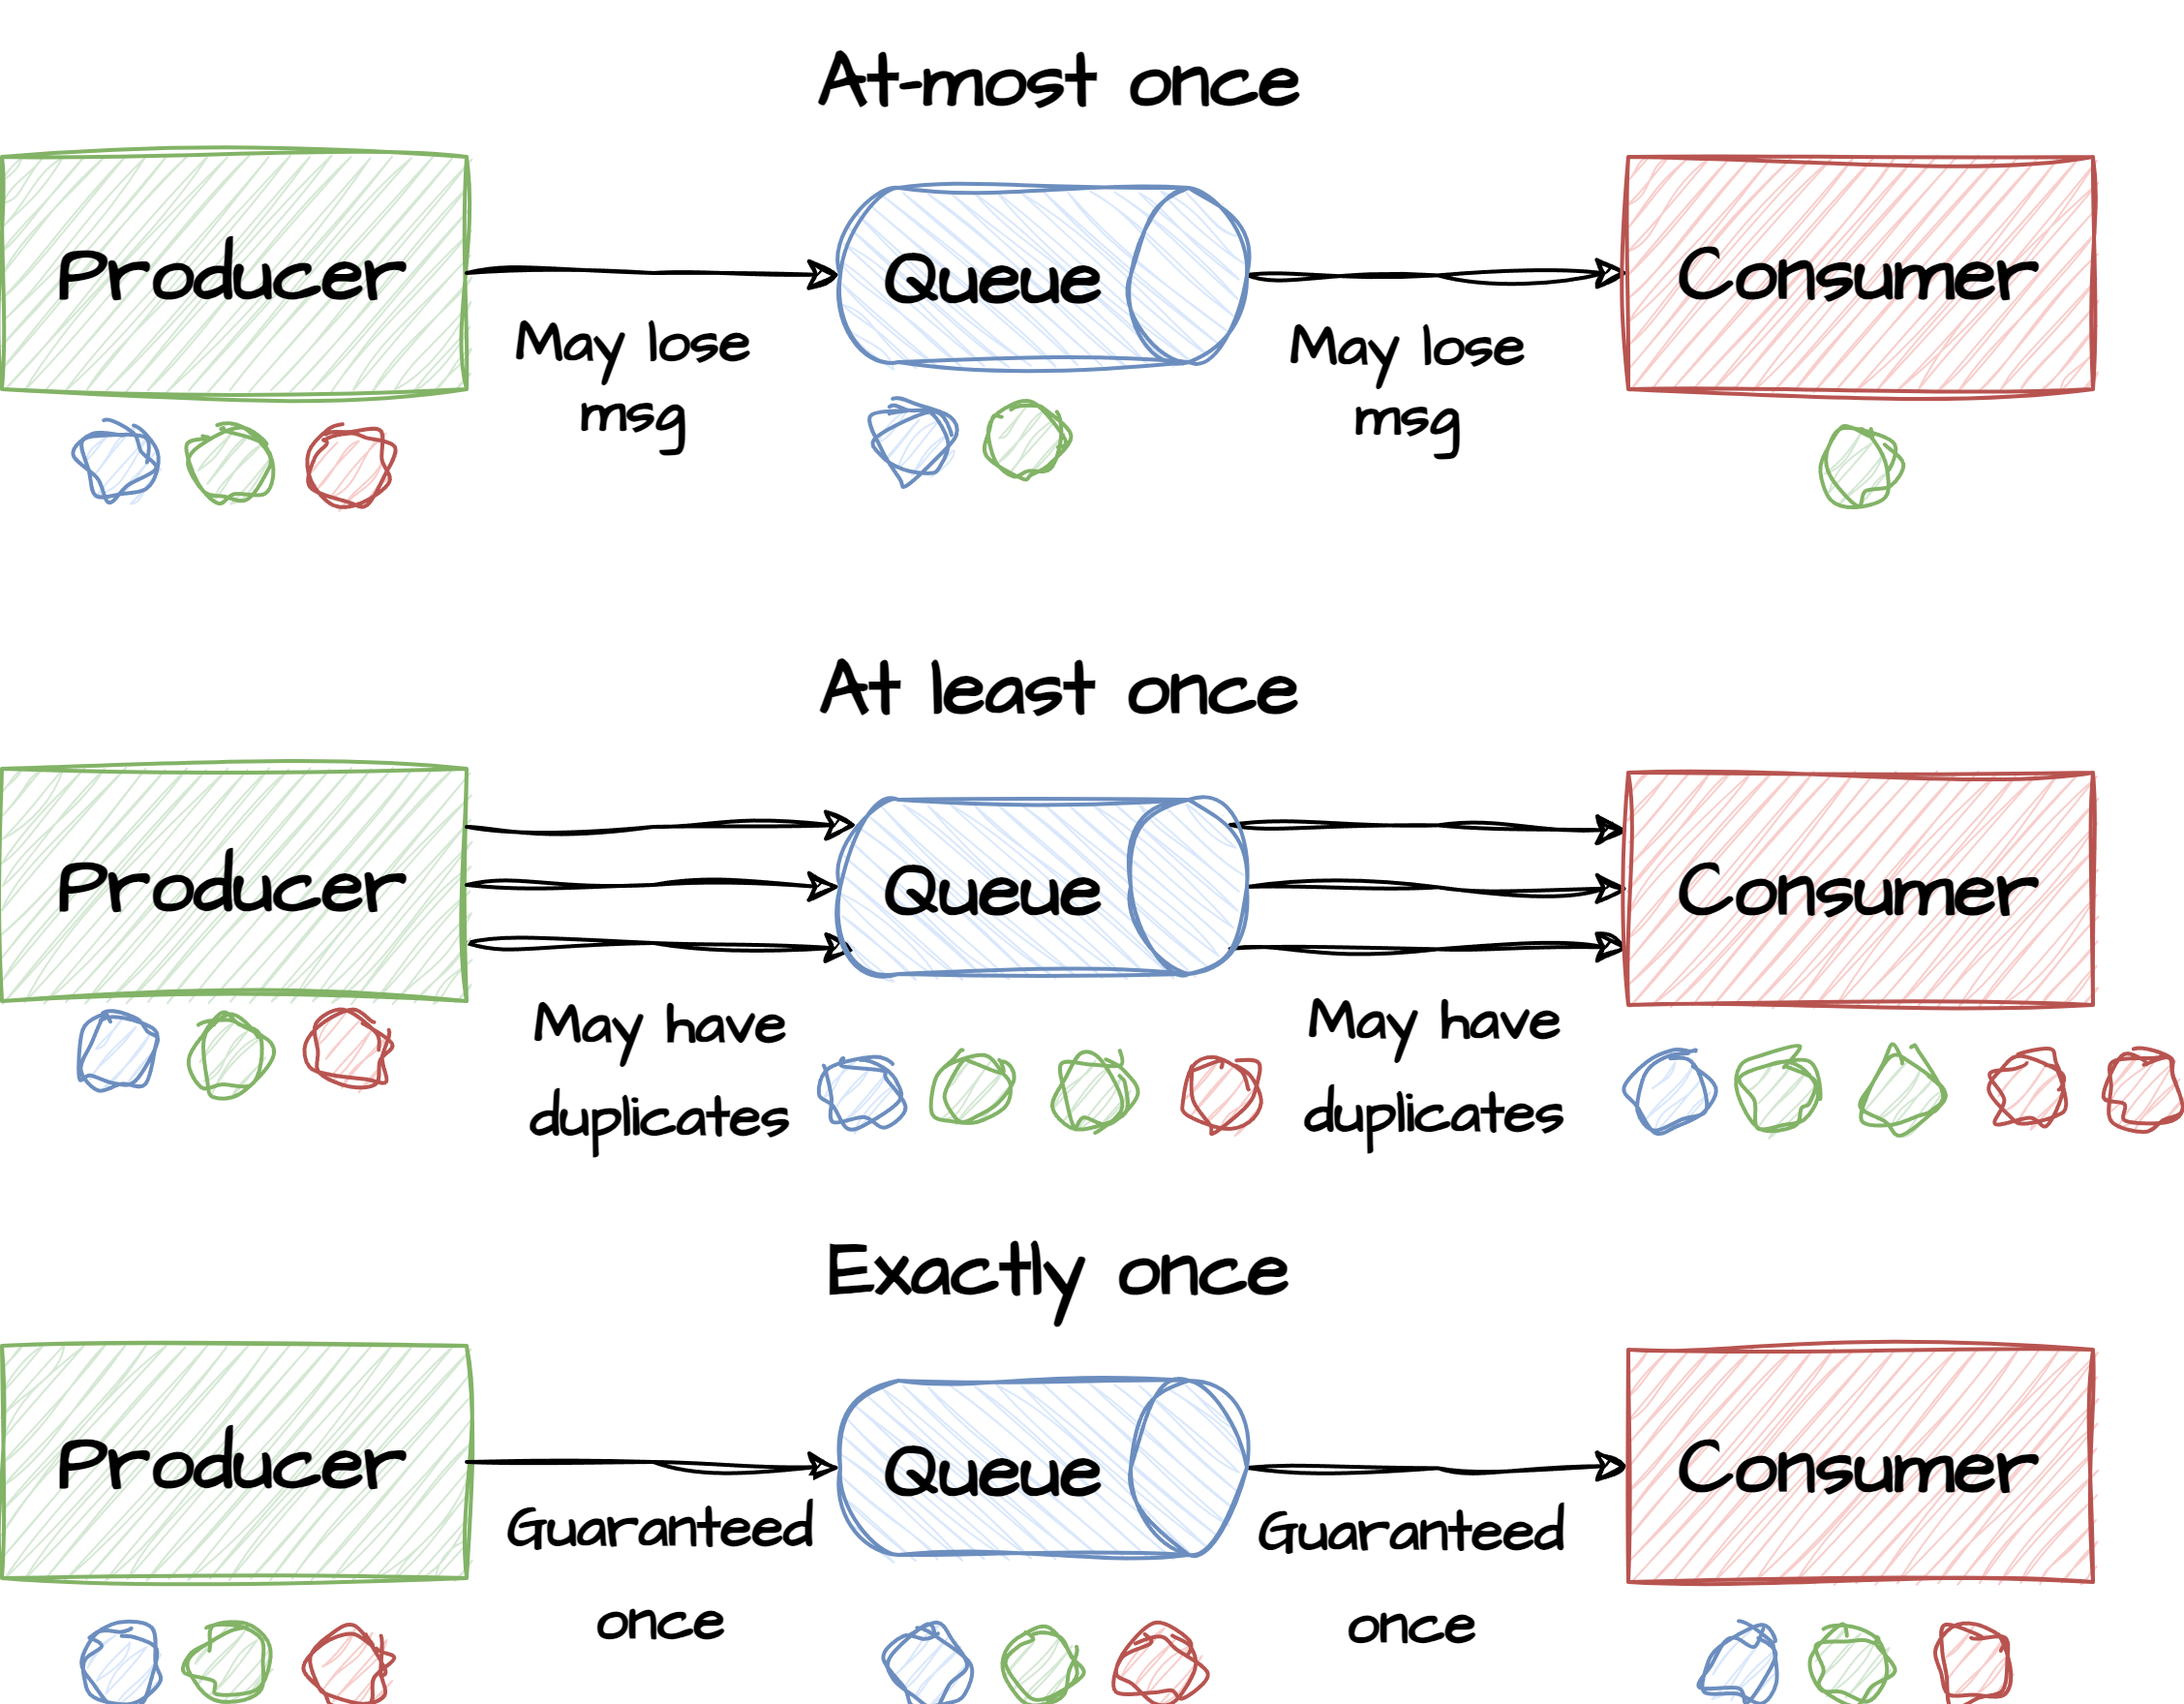 At-most once
Producer
Queue
Consumer
May lose
msg
May lose
msg
At least once
Producer
Queue
Consumer
May have
duplicates
May have
duplicates
Exactly once
Producer
Queue
Consumer
Guaranteed
once
Guaranteed
once